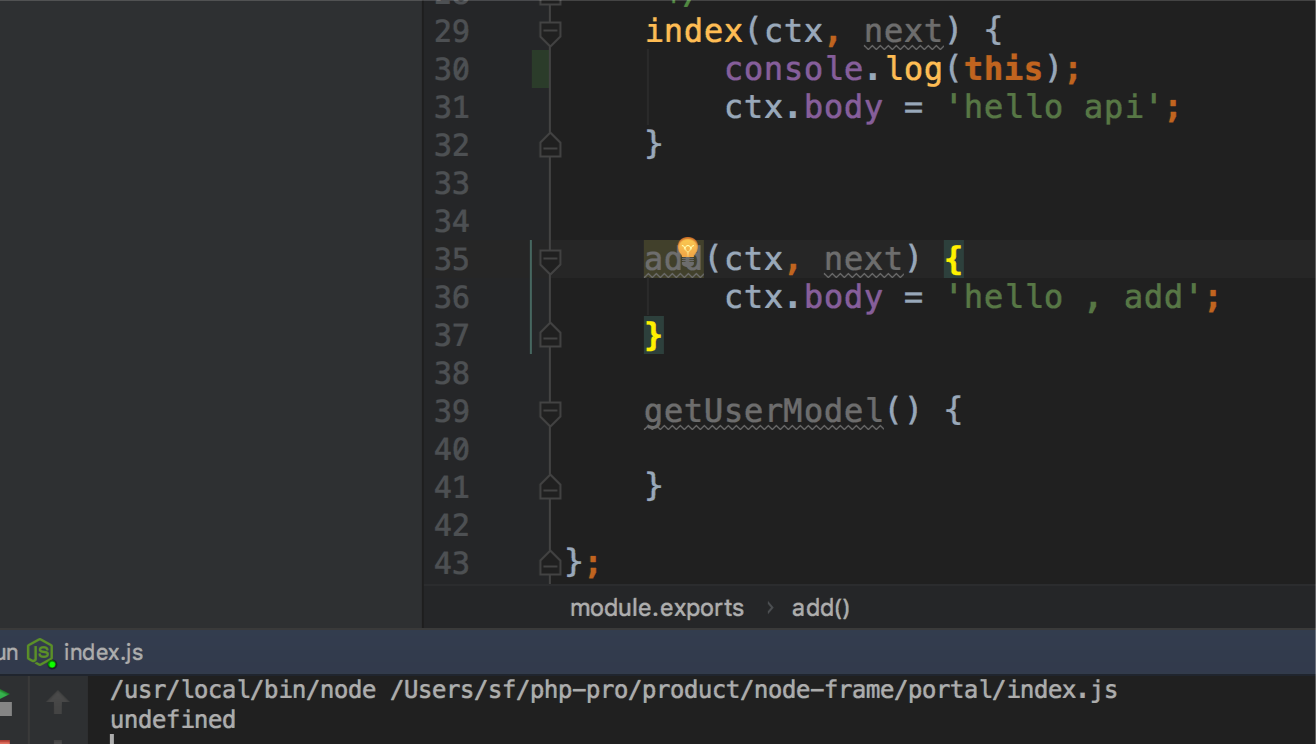 29 index(ctx, next) {
30 console.log(this);
31 ctx.body = 'hello api';
32 }
33
34
35 add(ctx, next) {
36 ctx.body = 'hello , add';
37 }
38
39 getUserModel() {
40
41 }
42
43 };
module.exports › add()
index.js
/usr/local/bin/node /Users/sf/php-pro/product/node-frame/portal/index.js
undefined